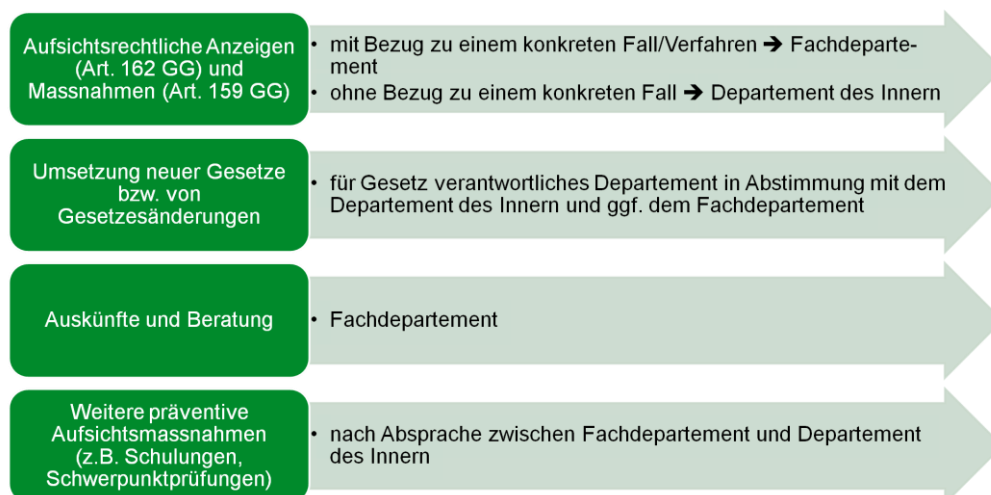 Aufsichtsrechtliche Anzeigen
(Art. 162 GG) und
Massnahmen (Art. 159 GG)
• mit Bezug zu einem konkreten Fall/Verfahren ➔ Fachdeparte-
ment
• ohne Bezug zu einem konkreten Fall ➔ Departement des Innern
Umsetzung neuer Gesetze
bzw. von
Gesetzesänderungen
• für Gesetz verantwortliches Departement in Abstimmung mit dem
Departement des Innern und ggf. dem Fachdepartement
Auskünfte und Beratung
• Fachdepartement
Weitere präventive
Aufsichtsmassnahmen
(z.B. Schulungen,
Schwerpunktprüfungen)
• nach Absprache zwischen Fachdepartement und Departement
des Innern